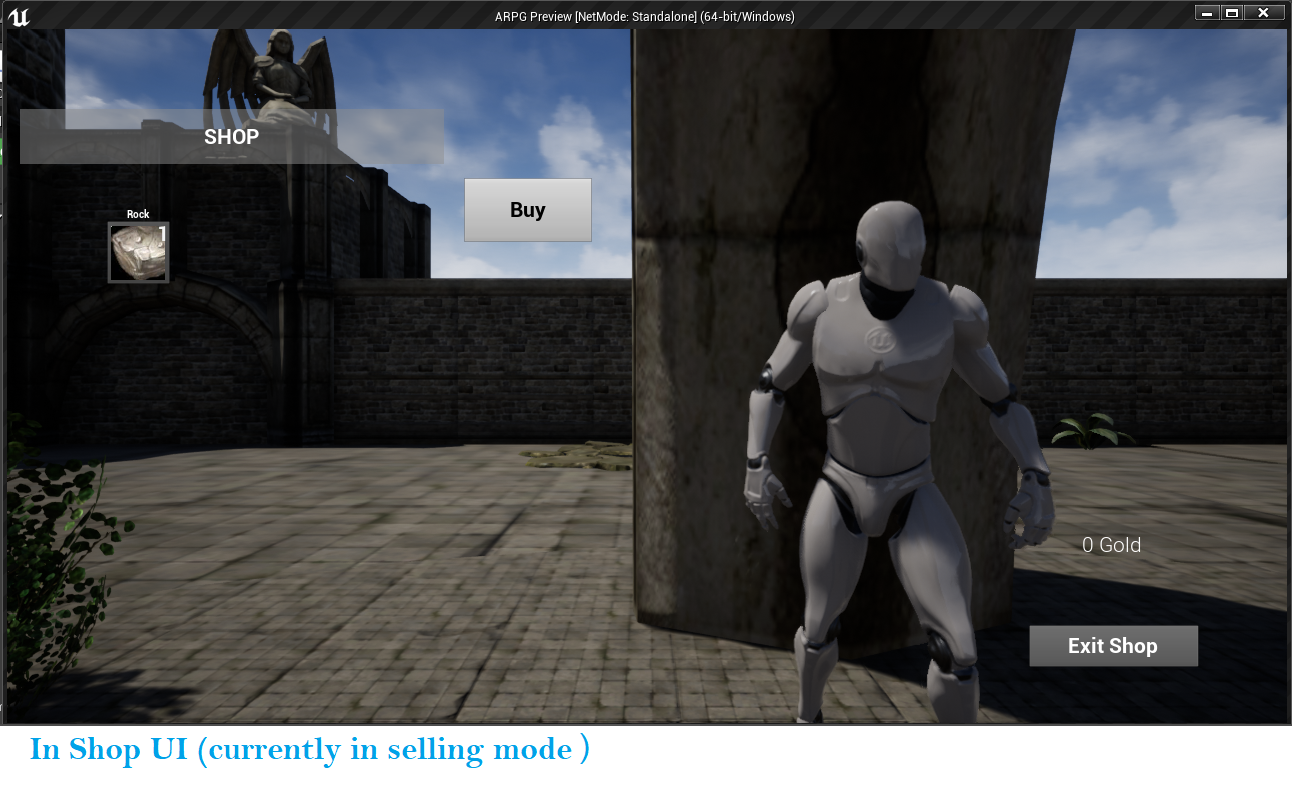 ARPG Preview [NetMode: Standalone] (64-bit/Windows)
SHOP
Buy
Rock
1
0 Gold
Exit Shop
In Shop UI (currently in selling mode )